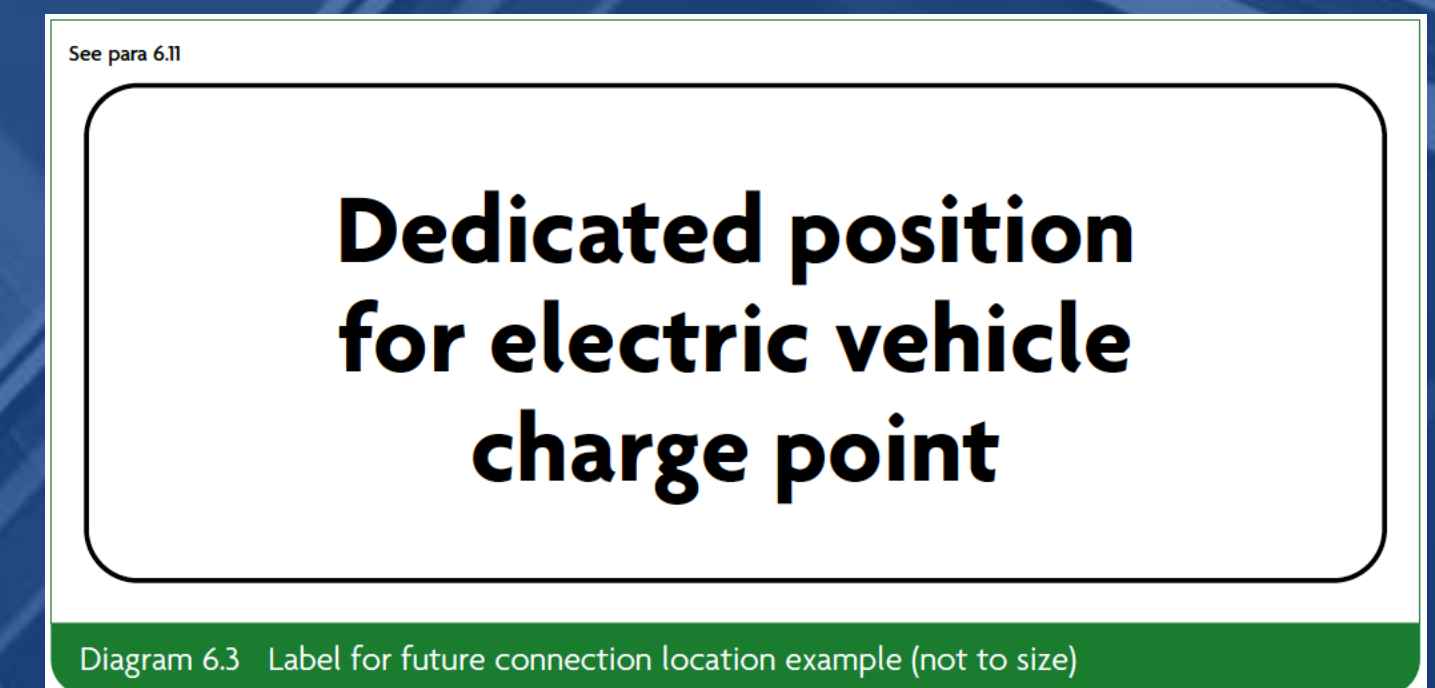 See para 6.11
Dedicated position
for electric vehicle
charge point
Diagram 6.3 Label for future connection location example (not to size)